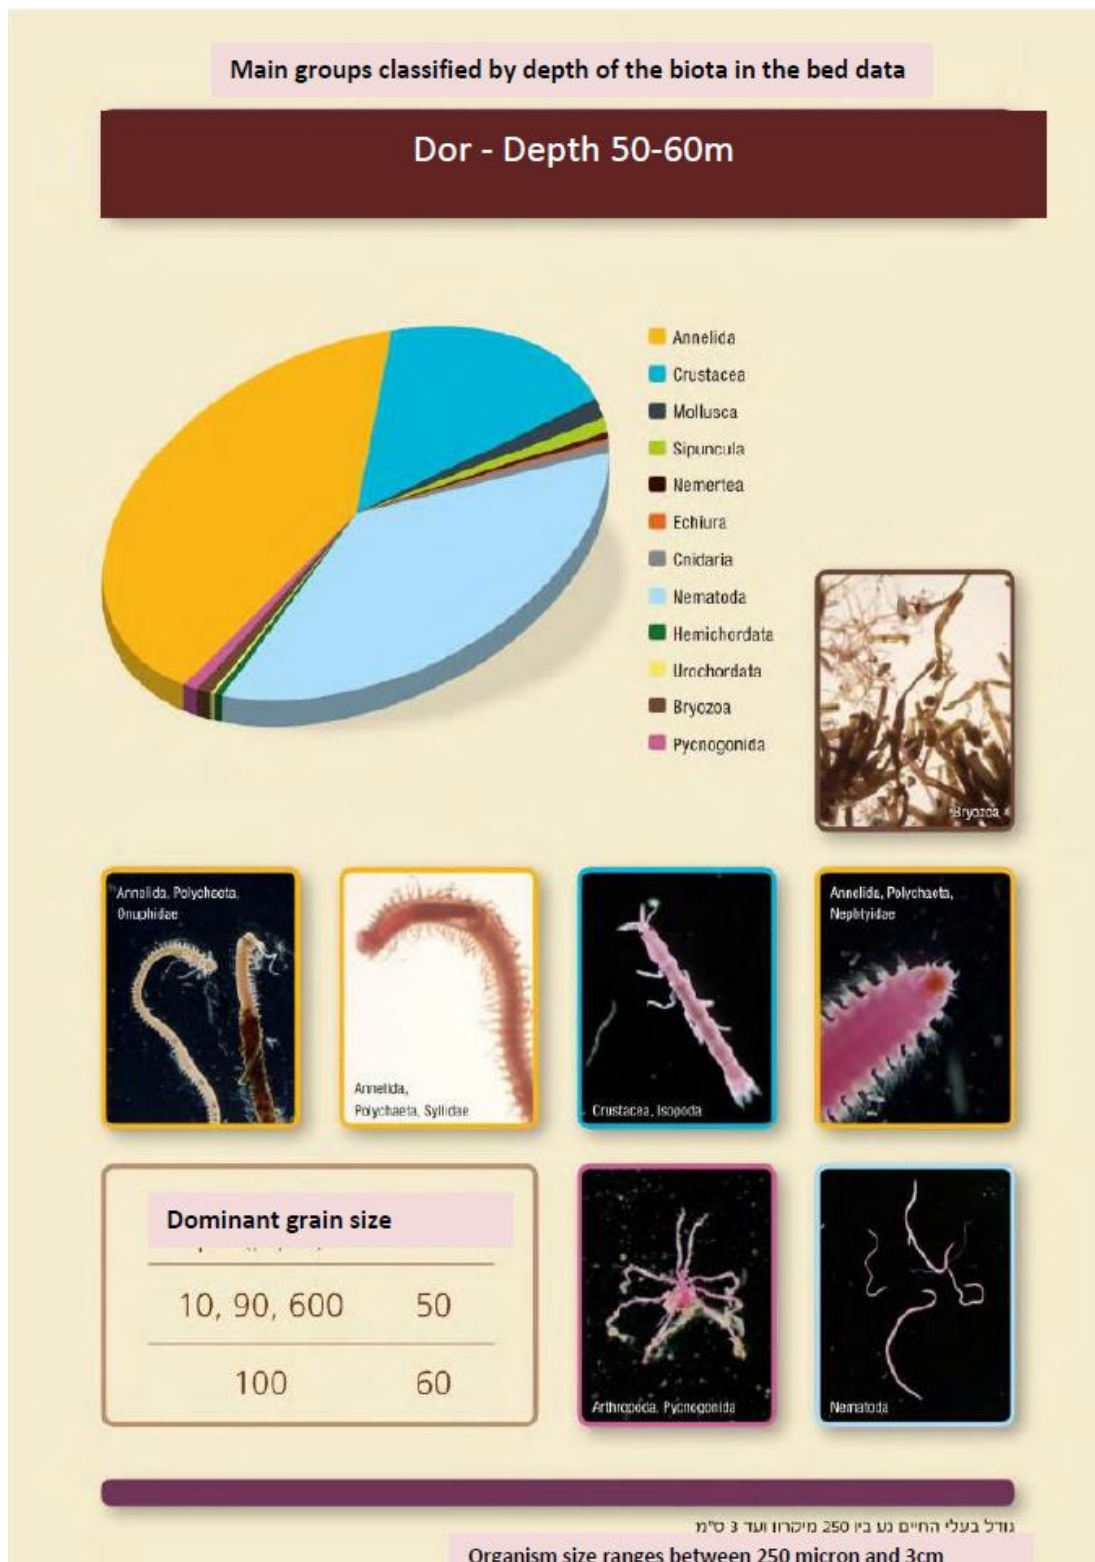 Main groups classified by depth of the biota in the bed data
Dor - Depth 50-60m
Annelida
Crustacea
Mollusca
Sipuncula
Nemertea
Echiura
Cnidaria
Nematoda
Hemichordata
Urochordata
Bryozoa
Pycnogonida
Bryozoa
Annelida, Polychaeta,
Onuphidae
Annelida,
Polychaeta, Syllidae
Crustacea, Isopoda
Annelida, Polychaeta,
Nephtyidae
Dominant grain size
10, 90, 600 50
100 60
Arthropoda, Pycnogonida
Nematoda
גודל בעלי החיים נע בין 250 מיקרון ועד 3 ס"מ
Organism size ranges between 250 micron and 3cm